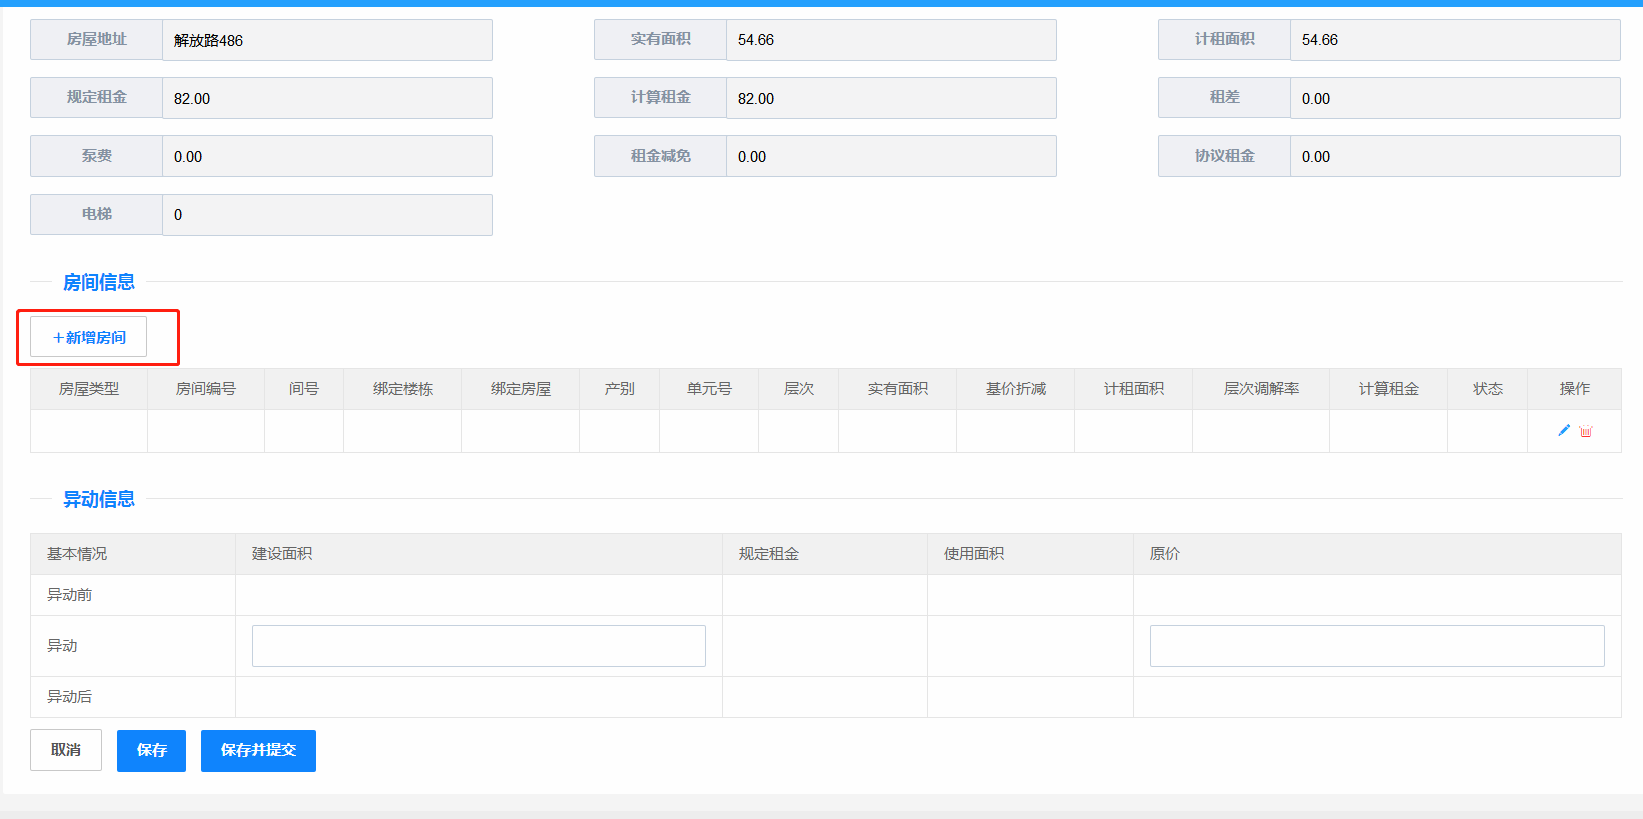 房屋地址 解放路486 实有面积 54.66 计租面积 54.66
规定租金 82.00 计算租金 82.00 租差 0.00
泵费 0.00 租金减免 0.00 协议租金 0.00
电梯 0
房间信息
+新增房间
房屋类型 房间编号 间号 绑定楼栋 绑定房屋 产别 单元号 层次 实有面积 基价折减 计租面积 层次调解率 计算租金 状态 操作
异动信息
基本情况 建设面积 规定租金 使用面积 原价
异动前
异动
异动后
取消 保存 保存并提交